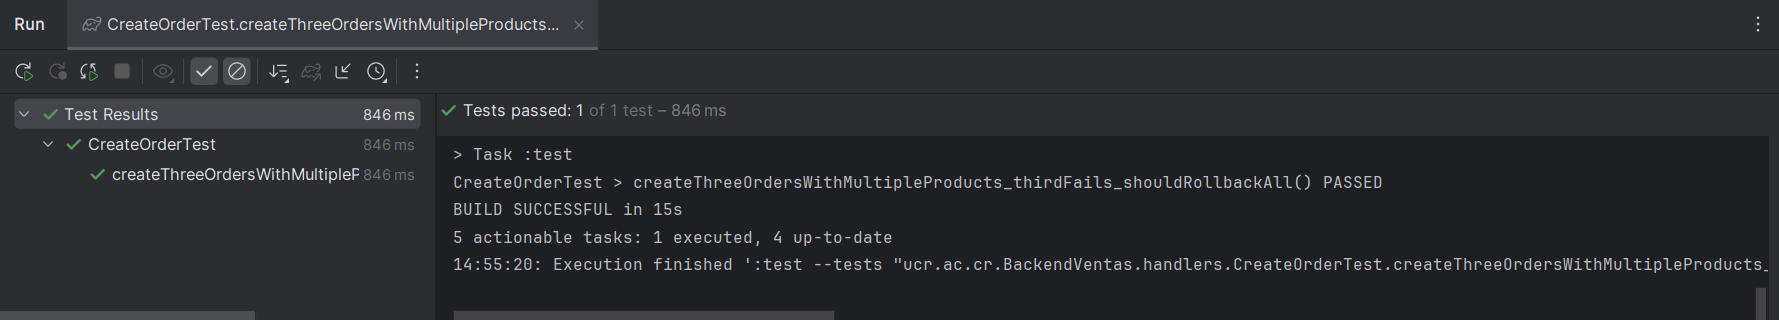 Run
CreateOrderTest.createThreeOrdersWithMultipleProducts...
Test Results 846 ms
CreateOrderTest 846 ms
createThreeOrdersWithMultipleP 846 ms
Tests passed: 1 of 1 test – 846 ms
> Task :test
CreateOrderTest > createThreeOrdersWithMultipleProducts_thirdFails_shouldRollbackAll() PASSED
BUILD SUCCESSFUL in 15s
5 actionable tasks: 1 executed, 4 up-to-date
14:55:20: Execution finished ':test --tests "ucr.ac.cr.BackendVentas.handlers.CreateOrderTest.createThreeOrdersWithMultipleProducts_